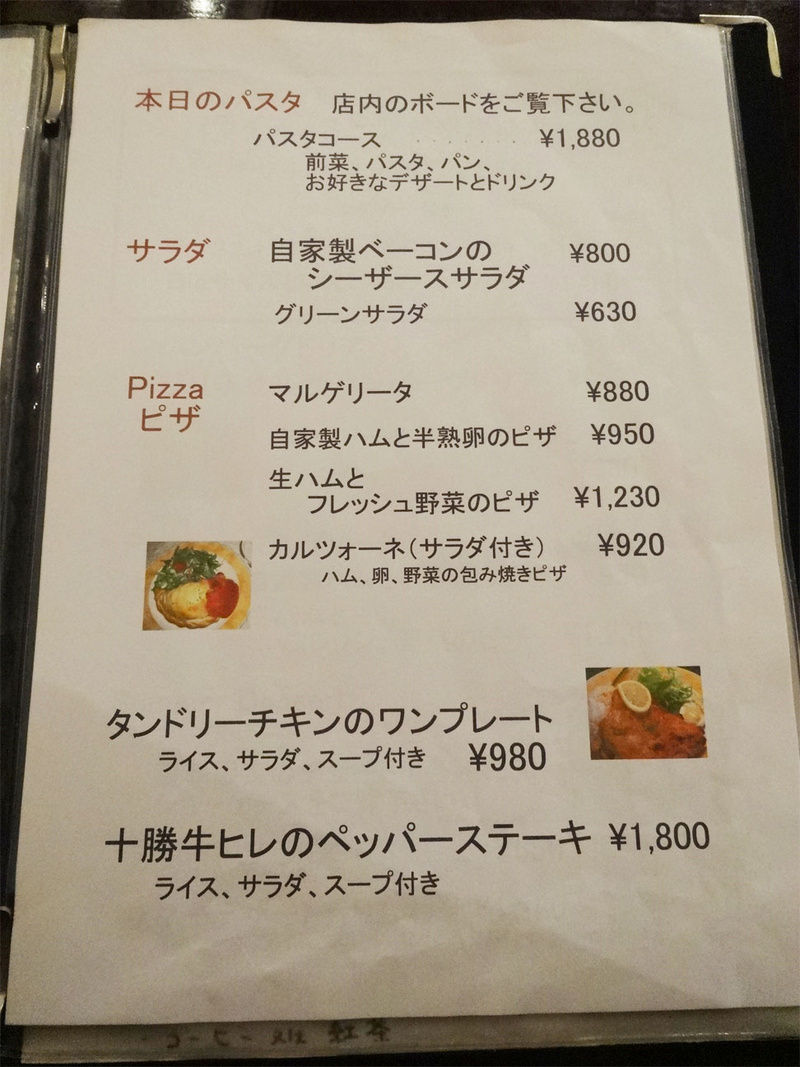 本日のパスタ 店内のボードをご覧下さい。
パスタコース ・・・・・・・ ¥1,880
前菜、パスタ、パン、
お好きなデザートとドリンク
サラダ 自家製ベーコンの ¥800
シーザースサラダ
グリーンサラダ ¥630
Pizza マルゲリータ ¥880
ピザ
自家製ハムと半熟卵のピザ ¥950
生ハムと
フレッシュ野菜のピザ ¥1,230
カルツォーネ(サラダ付き) ¥920
ハム、卵、野菜の包み焼きピザ
タンドリーチキンのワンプレート
ライス、サラダ、スープ付き ¥980
十勝牛ヒレのペッパーステーキ ¥1,800
ライス、サラダ、スープ付き
コーヒー 紅茶